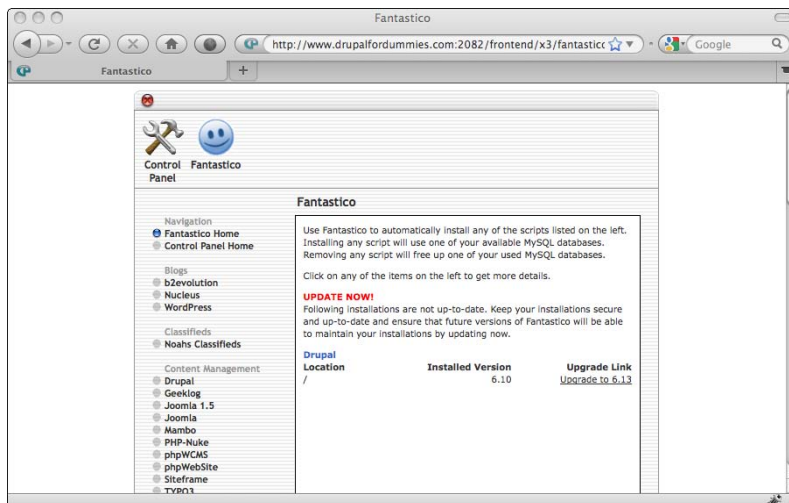 Fantastico
http://www.drupalfordummies.com:2082/frontend/x3/fantastic
Google
Fantastico
+
Control Panel
Fantastico
Fantastico
Navigation
Fantastico Home
Control Panel Home
Blogs
b2evolution
Nucleus
WordPress
Classifieds
Noahs Classifieds
Content Management
Drupal
Geeklog
Joomla 1.5
Joomla
Mambo
PHP-Nuke
phpWCMS
phpWebSite
Siteframe
TYPO3
Use Fantastico to automatically install any of the scripts listed on the left.
Installing any script will use one of your available MySQL databases.
Removing any script will free up one of your used MySQL databases.
Click on any of the items on the left to get more details.
UPDATE NOW!
Following installations are not up-to-date. Keep your installations secure
and up-to-date and ensure that future versions of Fantastico will be able
to maintain your installations by updating now.
Drupal
Location Installed Version Upgrade Link
/ 6.10 Upgrade to 6.13